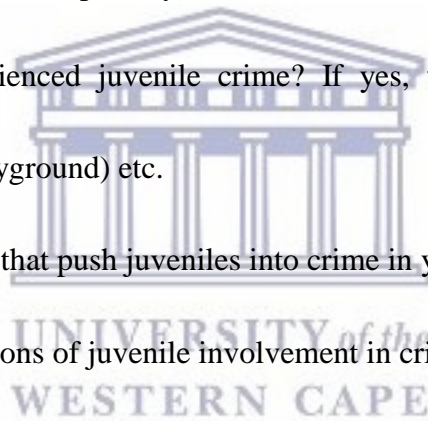 ienced juvenile crime? If yes,
yground) etc.
that push juveniles into crime in y
UNIVERSITY of the
ons of juvenile involvement in cri
WESTERN CAPE